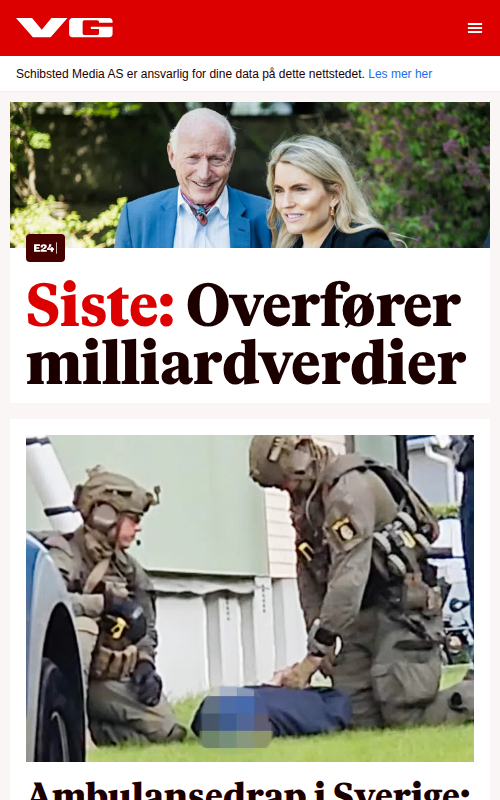 VG
Schibsted Media AS er ansvarlig for dine data på dette nettstedet. Les mer her
E24
Siste: Overfører
milliardverdier
Ambulansedrap i Sverige: